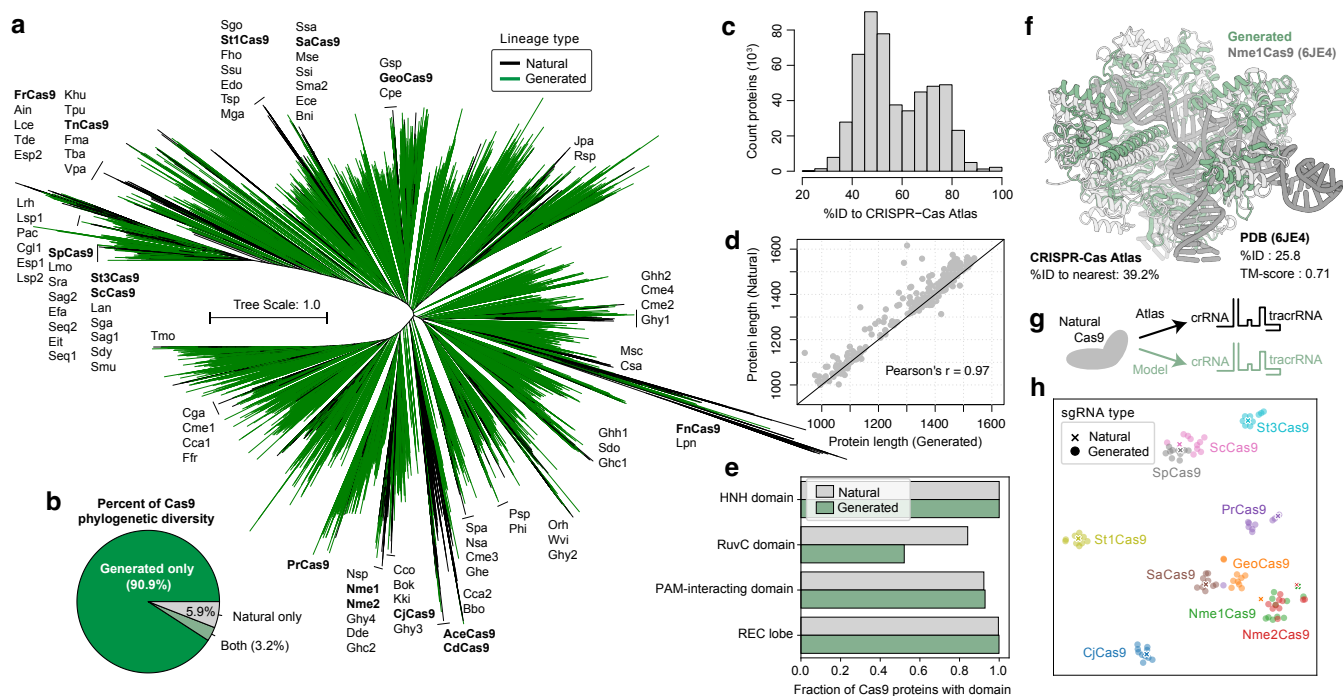 a
Lineage type
Natural
Generated
Sgo
St1Cas9
Fho
Ssu
Edo
Tsp
Mga
Ssa
SaCas9
Mse
Ssi
Sma2
Ece
Bni
Gsp
GeoCas9
Cpe
FrCas9
Ain
Lce
Tde
Esp2
Khu
Tpu
TnCas9
Fma
Tba
Vpa
Jpa
Rsp
Lrh
Lsp1
Pac
Cgl1
Esp1
Lsp2
SpCas9
Lmo
Sra
Sag2
Efa
Seq2
Eit
Seq1
St3Cas9
ScCas9
Lan
Sga
Sag1
Sdy
Smu
Tree Scale: 1.0
Tmo
Ghh2
Cme4
Cme2
Ghy1
Msc
Csa
FnCas9
Lpn
Cga
Cme1
Cca1
Ffr
Ghh1
Sdo
Ghc1
Psp
Phi
Orh
Wvi
Ghy2
Spa
Nsa
Cme3
Ghe
Cca2
Bbo
AceCas9
CdCas9
PrCas9
Nsp
Nme1
Nme2
Ghy4
Dde
Ghc2
Cco
Bok
Kki
CjCas9
Ghy3
b
Percent of Cas9
phylogenetic diversity
Generated only
(90.9%)
5.9%
Natural only
Both (3.2%)
c
Count proteins (10³)
80
60
40
20
0
20 40 60 80 100
%ID to CRISPR−Cas Atlas
d
Protein length (Natural)
1600
1400
1200
1000
Pearson's r = 0.97
1000 1200 1400 1600
Protein length (Generated)
e
Natural
Generated
HNH domain
RuvC domain
PAM-interacting domain
REC lobe
0.0 0.2 0.4 0.6 0.8 1.0
Fraction of Cas9 proteins with domain
f
Generated
Nme1Cas9 (6JE4)
CRISPR-Cas Atlas
%ID to nearest: 39.2%
PDB (6JE4)
%ID : 25.8
TM-score : 0.71
g
Natural
Cas9
Atlas
crRNA
tracrRNA
Model
crRNA
tracrRNA
h
sgRNA type
Natural
Generated
St3Cas9
ScCas9
SpCas9
PrCas9
St1Cas9
GeoCas9
SaCas9
Nme1Cas9
Nme2Cas9
CjCas9